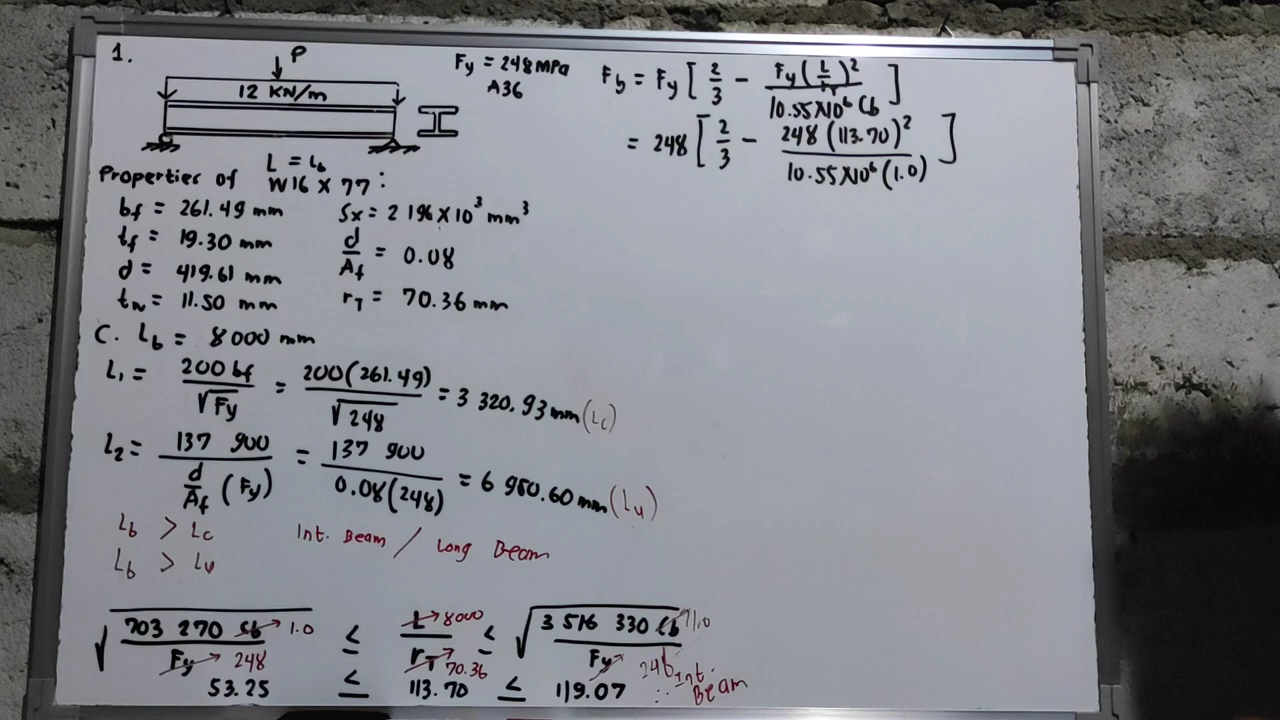 1.
P
12 KN/m
L = Lb
Fy = 248 MPa
A36
Properties of W16 X 77:
bf = 261.49 mm
tf = 19.30 mm
d = 419.61 mm
tw = 11.50 mm
Sx = 2 196 X 10³ mm³
d/Af = 0.08
rT = 70.36 mm
C. Lb = 8000 mm
L1 = 200 bf / √Fy = 200(261.49) / √248 = 3 320.93 mm (Lc)
L2 = 137 900 / d/Af (Fy) = 137 900 / 0.08(248) = 6 950.60 mm (Lu)
Lb > Lc Int. Beam / Long Beam
Lb > Lu
√(703 270 Cb / Fy) ≤ L / rT ≤ √(3 516 330 Cb / Fy)
1.0 8000 1.0
248 70.36 248
53.25 ≤ 113.70 ≤ 119.07 ∴ Int. Beam
Fb = Fy [ 2/3 - Fy (L/rT)² / 10.55X10⁶ Cb ]
= 248 [ 2/3 - 248 (113.70)² / 10.55X10⁶ (1.0) ]